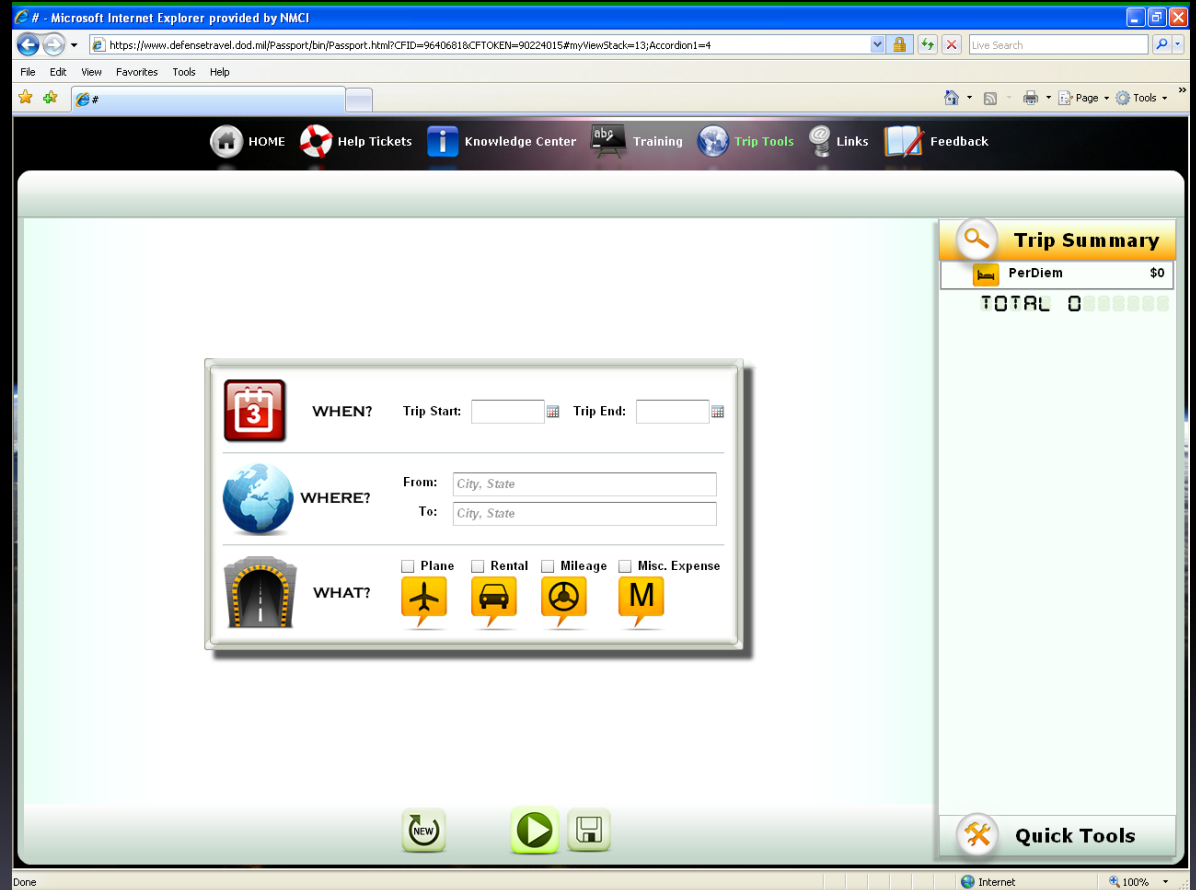 # - Microsoft Internet Explorer provided by NMCI
https://www.defensetravel.dod.mil/Passport/bin/Passport.html?CFID=9640681&CFTOKEN=90224015#myViewStack=13;Accordion1=4
Live Search
File Edit View Favorites Tools Help
# Page Tools »
HOME Help Tickets Knowledge Center abc Training Trip Tools Links Feedback
Trip Summary
PerDiem $0
TOTAL 0
3 WHEN? Trip Start: Trip End:
WHERE? From: City, State
To: City, State
WHAT? Plane Rental Mileage Misc. Expense
M
NEW
Quick Tools
Done Internet 100%